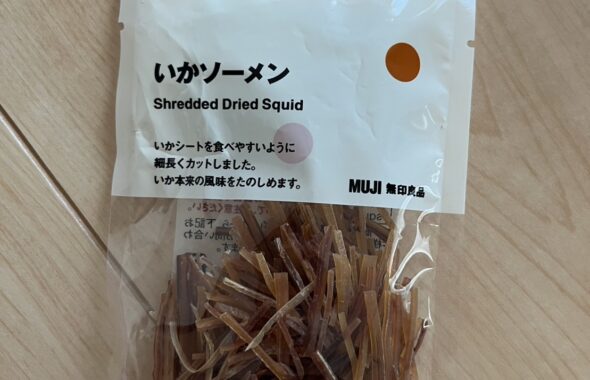 いかソーメン
Shredded Dried Squid
いかシートを食べやすいように
細長くカットしました。
いか本来の風味をたのしめます。
MUJI 無印良品